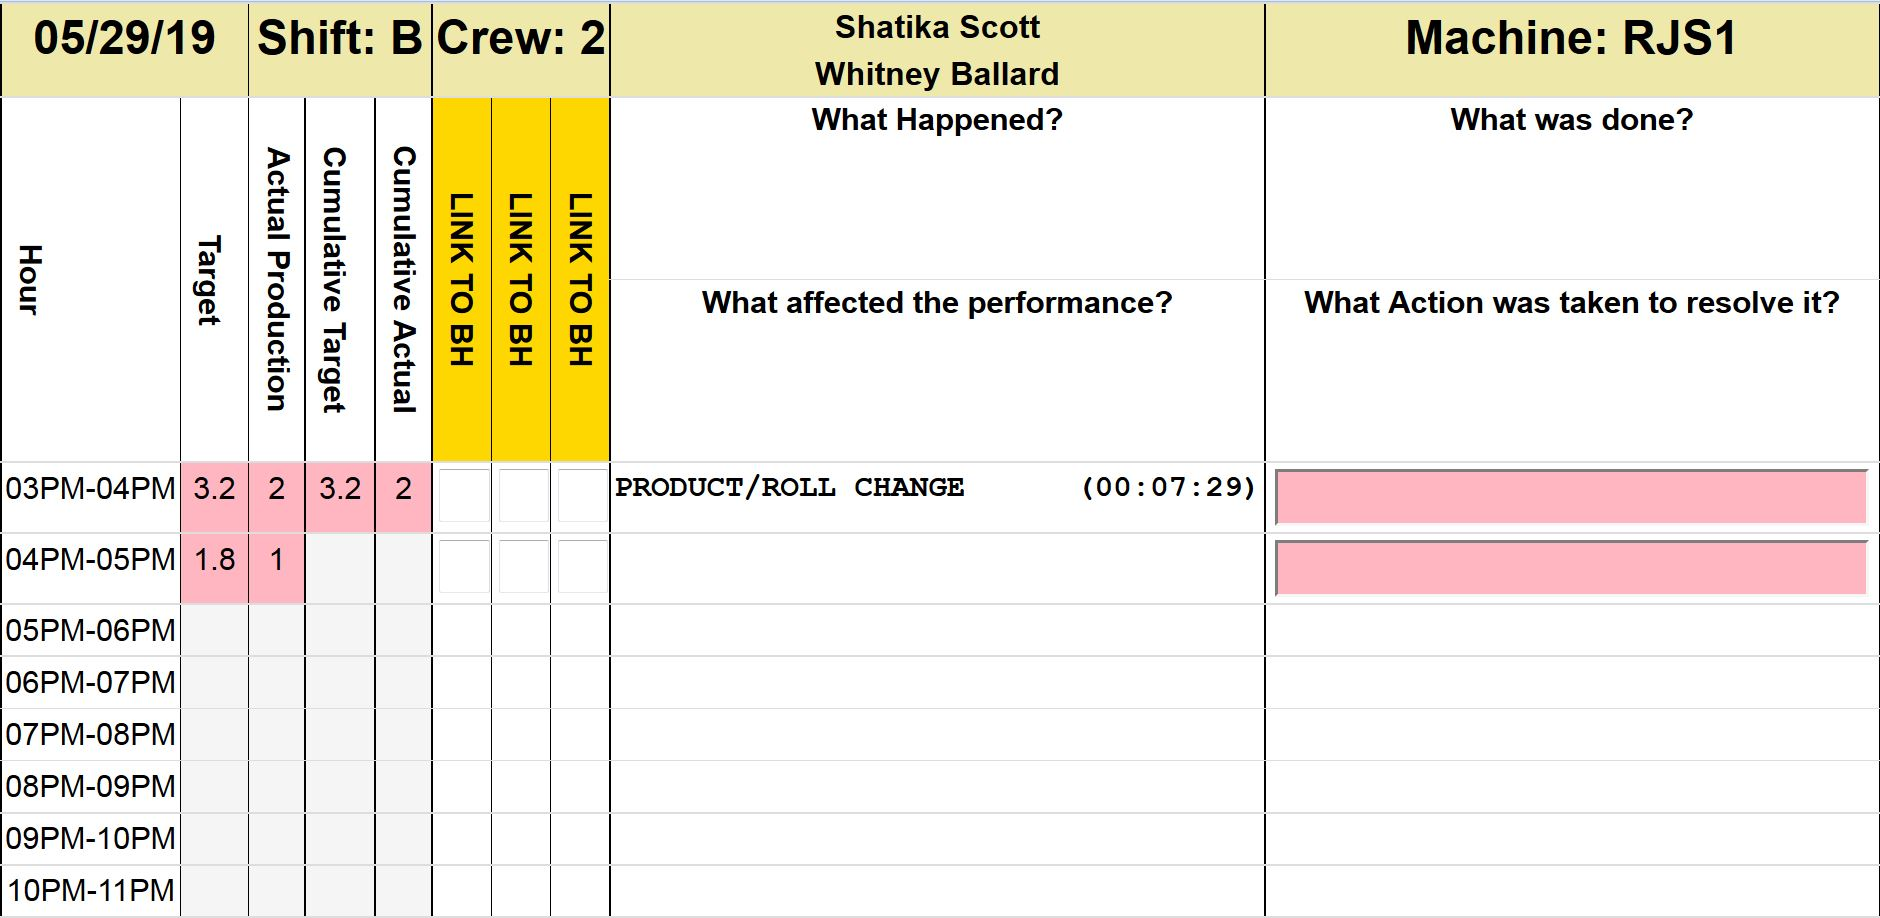 05/29/19 Shift: B Crew: 2 Shatika Scott Machine: RJS1
Whitney Ballard
Hour
Target
Actual Production
Cumulative Target
Cumulative Actual
LINK TO BH
LINK TO BH
LINK TO BH
What Happened? What was done?
What affected the performance? What Action was taken to resolve it?
03PM-04PM 3.2 2 3.2 2 PRODUCT/ROLL CHANGE (00:07:29)
04PM-05PM 1.8 1
05PM-06PM
06PM-07PM
07PM-08PM
08PM-09PM
09PM-10PM
10PM-11PM